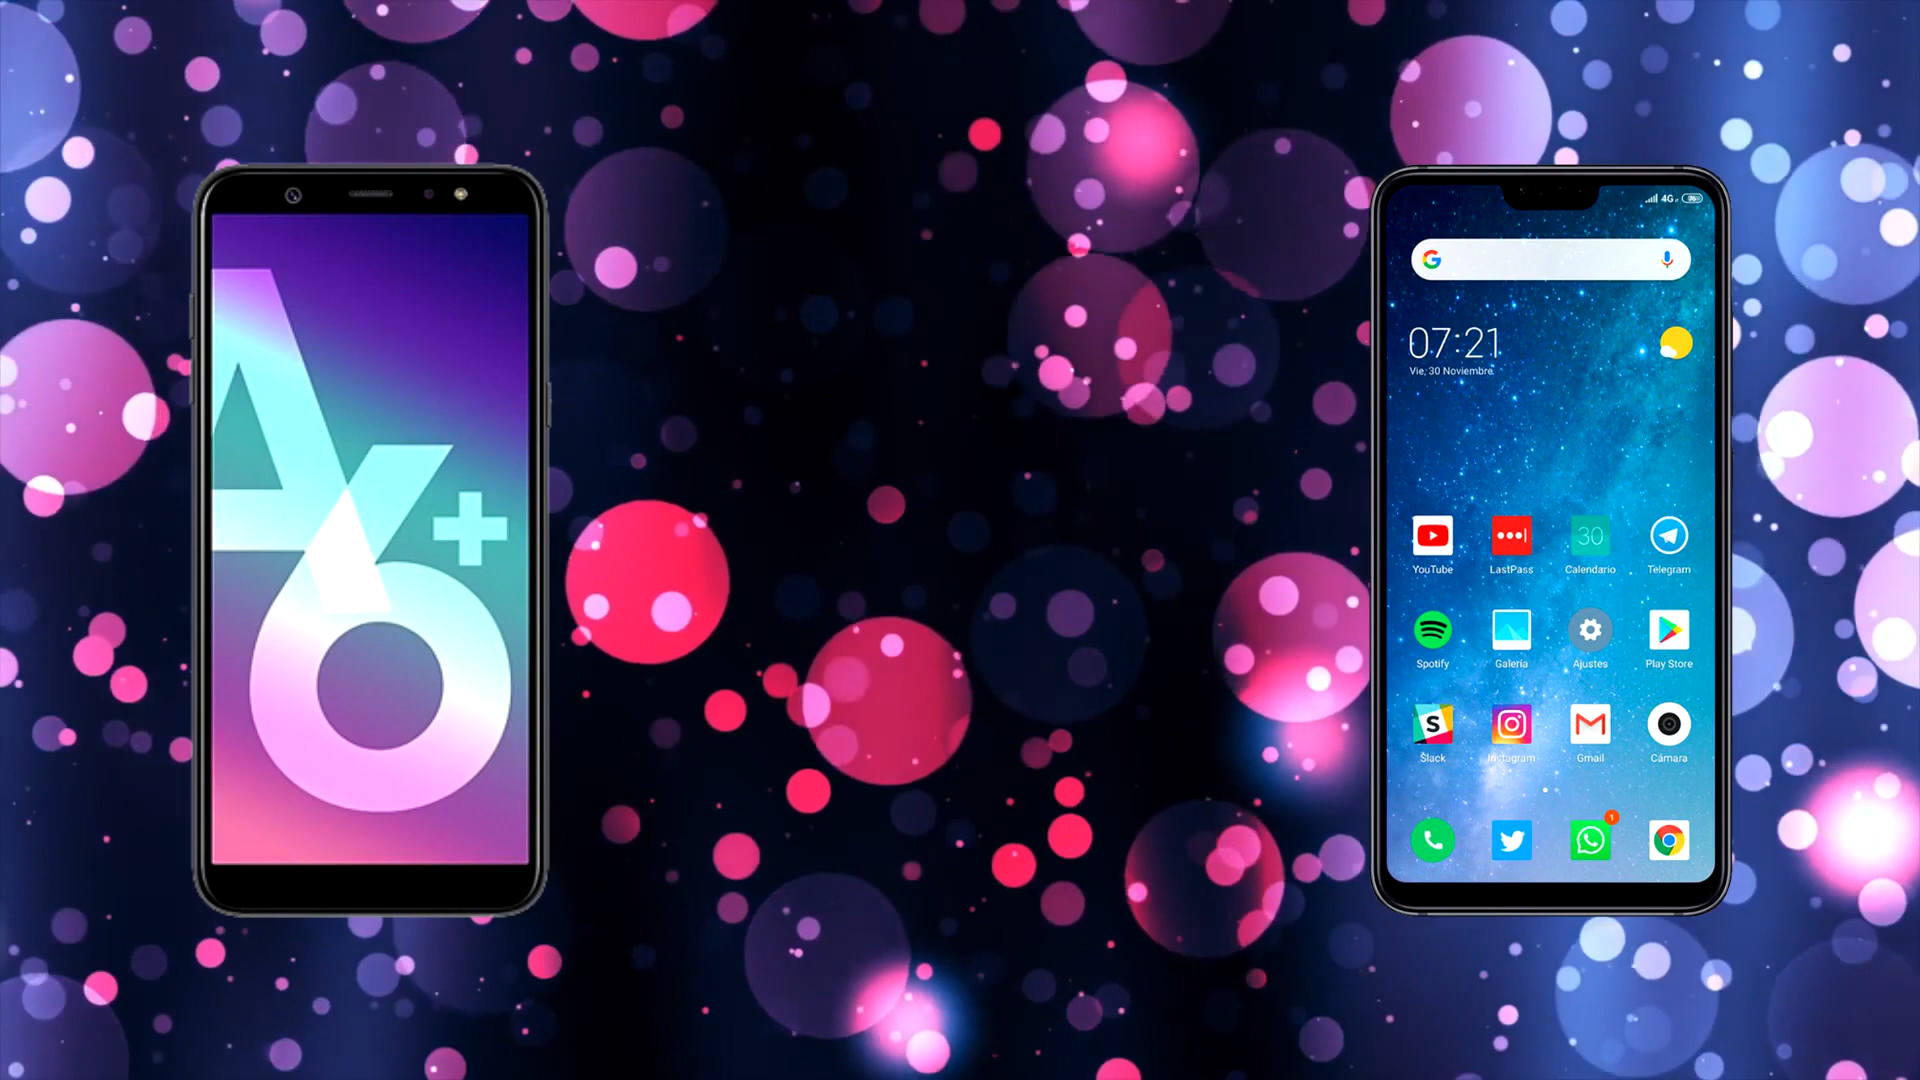 A6+
4G
07:21
Vie, 30 Noviembre
30
YouTube
LastPass
Calendario
Telegram
Spotify
Galería
Ajustes
Play Store
S
Slack
Instagram
Gmail
Cámara
1